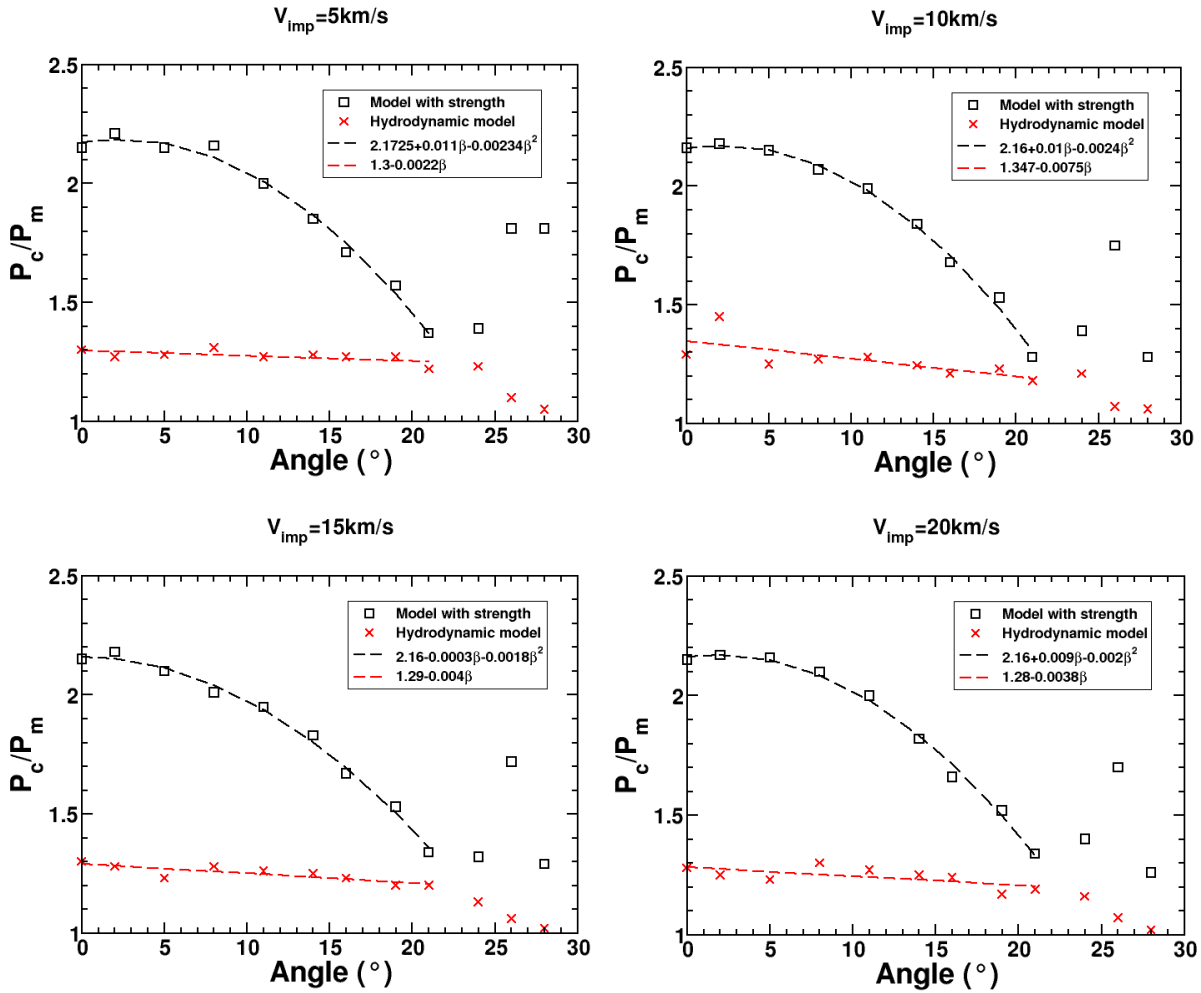 V_imp=5km/s
2.5
2
1.5
1
P_c/P_m
Model with strength
Hydrodynamic model
2.1725+0.011β-0.00234β²
1.3-0.0022β
0 5 10 15 20 25 30
Angle (°)
V_imp=10km/s
2.5
2
1.5
1
P_c/P_m
Model with strength
Hydrodynamic model
2.16+0.01β-0.0024β²
1.347-0.0075β
0 5 10 15 20 25 30
Angle (°)
V_imp=15km/s
2.5
2
1.5
1
P_c/P_m
Model with strength
Hydrodynamic model
2.16-0.0003β-0.0018β²
1.29-0.004β
0 5 10 15 20 25 30
Angle (°)
V_imp=20km/s
2.5
2
1.5
1
P_c/P_m
Model with strength
Hydrodynamic model
2.16+0.009β-0.002β²
1.28-0.0038β
0 5 10 15 20 25 30
Angle (°)